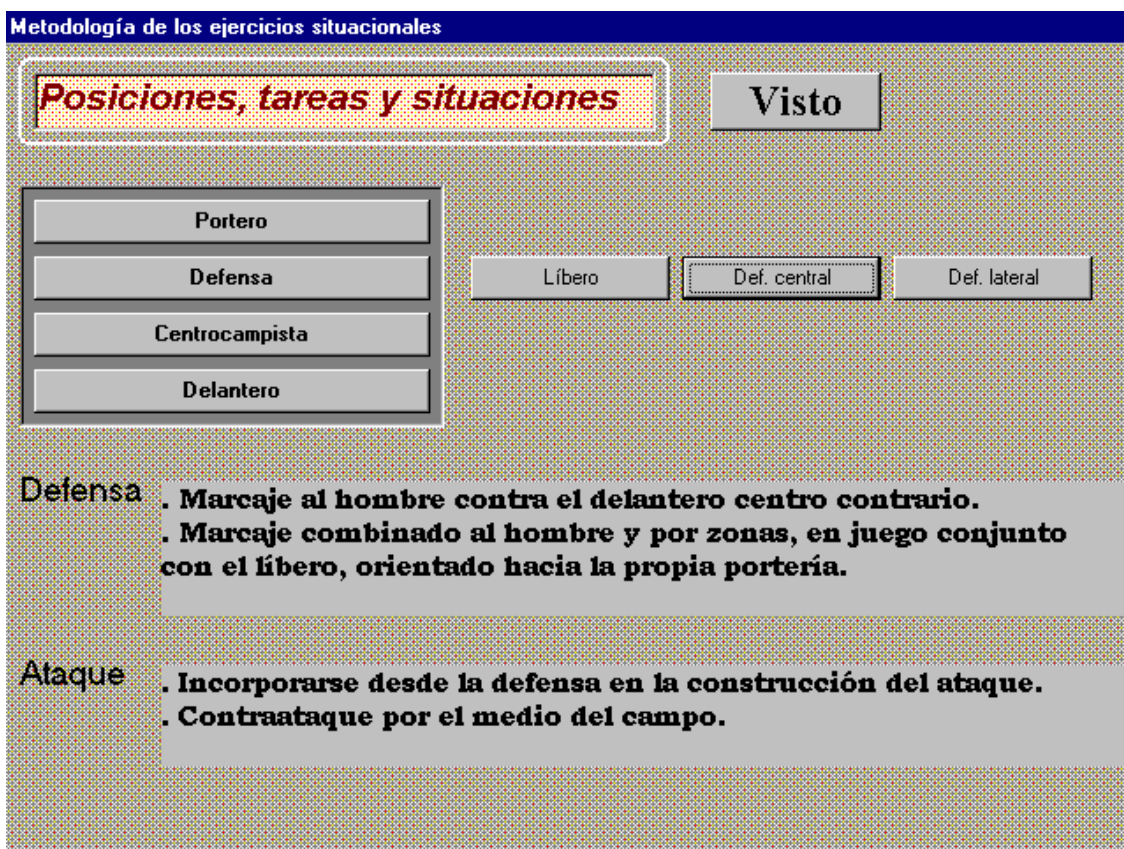 Metodología de los ejercicios situacionales
Posiciones, tareas y situaciones
Visto
Portero
Defensa
Líbero
Def. central
Def. lateral
Centrocampista
Delantero
Defensa
. Marcaje al hombre contra el delantero centro contrario.
. Marcaje combinado al hombre y por zonas, en juego conjunto
con el líbero, orientado hacia la propia portería.
Ataque
. Incorporarse desde la defensa en la construcción del ataque.
. Contraataque por el medio del campo.